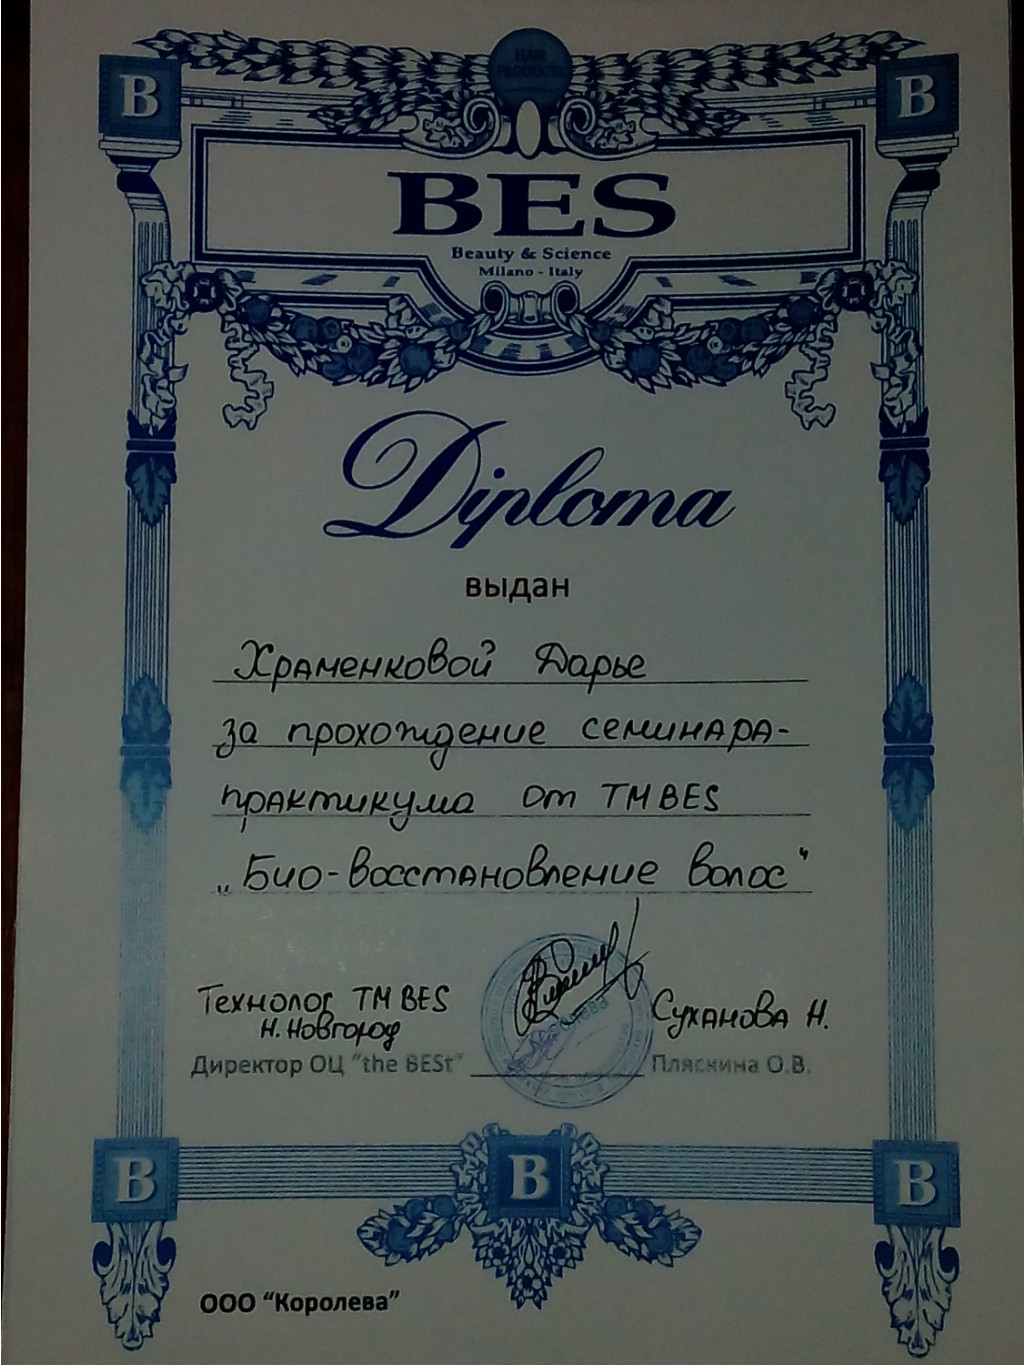 HAIR
PRODUCTS
B B
BES
Beauty & Science
Milano - Italy
Diploma
выдан
Храменковой Дарье
за прохождение семинара-
практикума от ТМ BES
„Био-восстановление волос“
Технолог ТМ BES Суханова Н.
Н. Новгород
Директор ОЦ "the BESt" Пляскина О.В.
B B B
ООО "Королева"